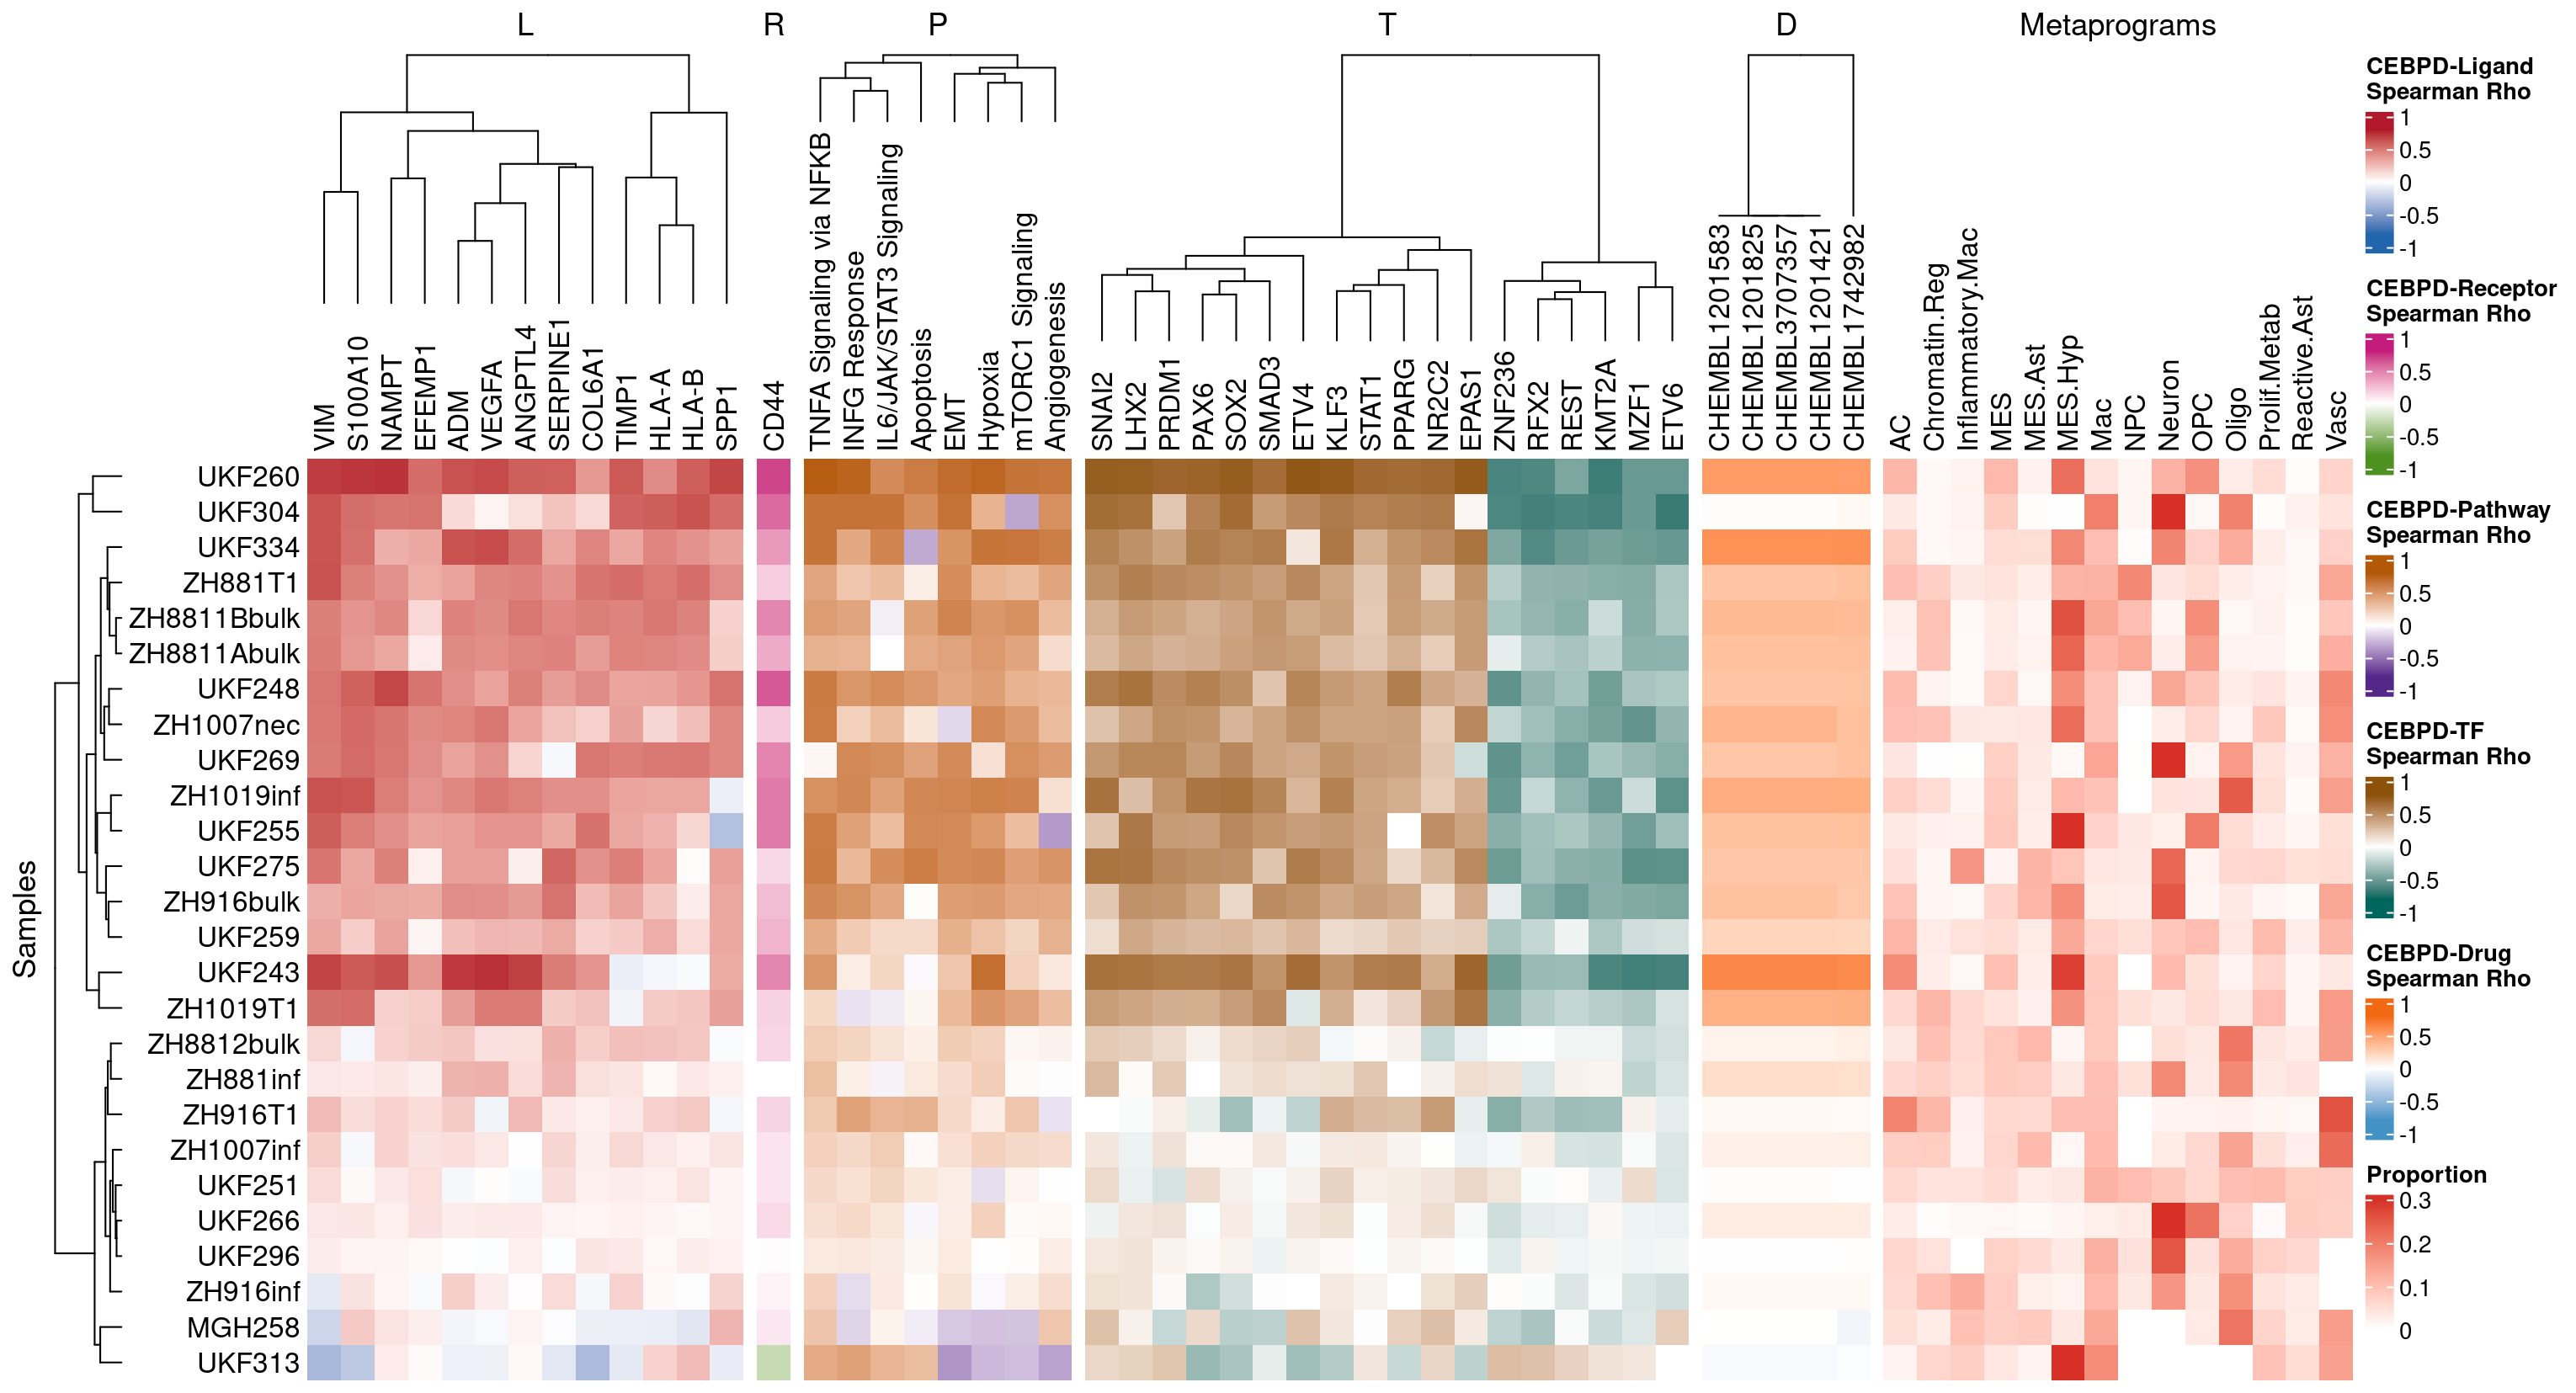 L
R
P
T
D
Metaprograms
VIM
S100A10
NAMPT
EFEMP1
ADM
VEGFA
ANGPTL4
SERPINE1
COL6A1
TIMP1
HLA-A
HLA-B
SPP1
CD44
TNFA Signaling via NFKB
INFG Response
IL6/JAK/STAT3 Signaling
Apoptosis
EMT
Hypoxia
mTORC1 Signaling
Angiogenesis
SNAI2
LHX2
PRDM1
PAX6
SOX2
SMAD3
ETV4
KLF3
STAT1
PPARG
NR2C2
EPAS1
ZNF236
RFX2
REST
KMT2A
MZF1
ETV6
CHEMBL1201583
CHEMBL1201825
CHEMBL3707357
CHEMBL1201421
CHEMBL1742982
AC
Chromatin.Reg
Inflammatory.Mac
MES
MES.Ast
MES.Hyp
Mac
NPC
Neuron
OPC
Oligo
Prolif.Metab
Reactive.Ast
Vasc
Samples
UKF260
UKF304
UKF334
ZH881T1
ZH8811Bbulk
ZH8811Abulk
UKF248
ZH1007nec
UKF269
ZH1019inf
UKF255
UKF275
ZH916bulk
UKF259
UKF243
ZH1019T1
ZH8812bulk
ZH881inf
ZH916T1
ZH1007inf
UKF251
UKF266
UKF296
ZH916inf
MGH258
UKF313
CEBPD-Ligand
Spearman Rho
1
0.5
0
-0.5
-1
CEBPD-Receptor
Spearman Rho
1
0.5
0
-0.5
-1
CEBPD-Pathway
Spearman Rho
1
0.5
0
-0.5
-1
CEBPD-TF
Spearman Rho
1
0.5
0
-0.5
-1
CEBPD-Drug
Spearman Rho
1
0.5
0
-0.5
-1
Proportion
0.3
0.2
0.1
0